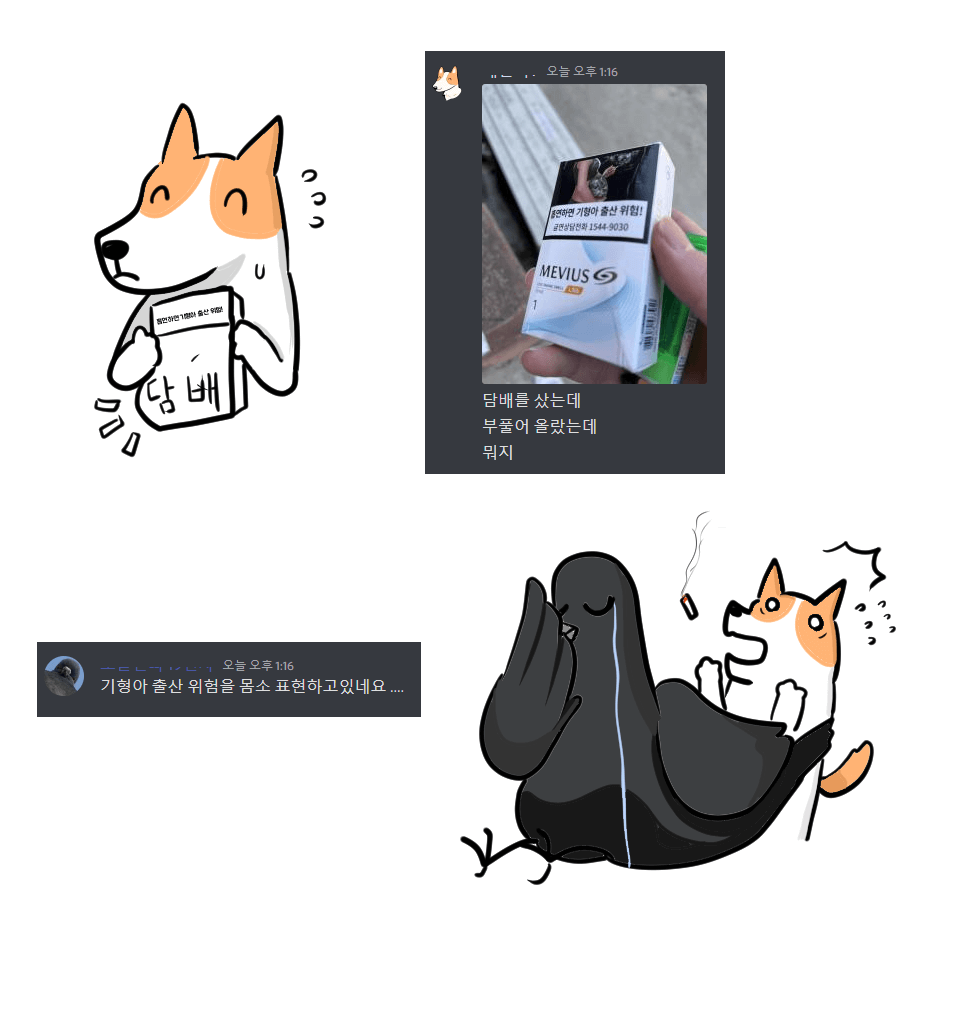 오늘 오후 1:16
흡연하면 기형아 출산 위험!
금연상담전화 1544-9030
MEVIUS
LSS
1
담배를 샀는데
부풀어 올랐는데
뭐지
흡연하면 기형아 출산 위험!
담배
오늘 오후 1:16
기형아 출산 위험을 몸소 표현하고있네요 ....